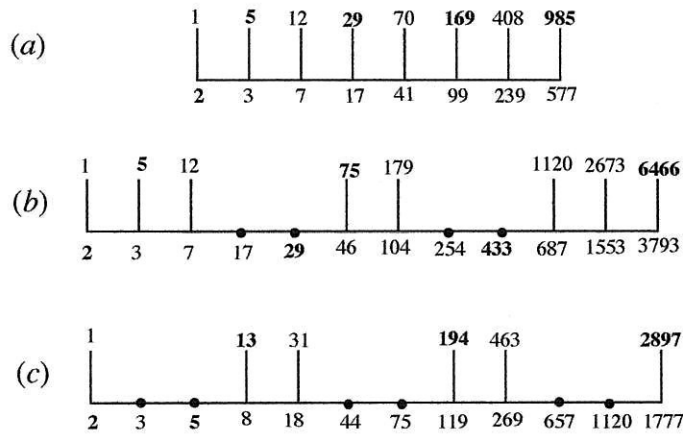 1 5 12 29 70 169 408 985
(a)
2 3 7 17 41 99 239 577
1 5 12 75 179 1120 2673 6466
(b)
2 3 7 17 29 46 104 254 433 687 1553 3793
1 13 31 194 463 2897
(c)
2 3 5 8 18 44 75 119 269 657 1120 1777